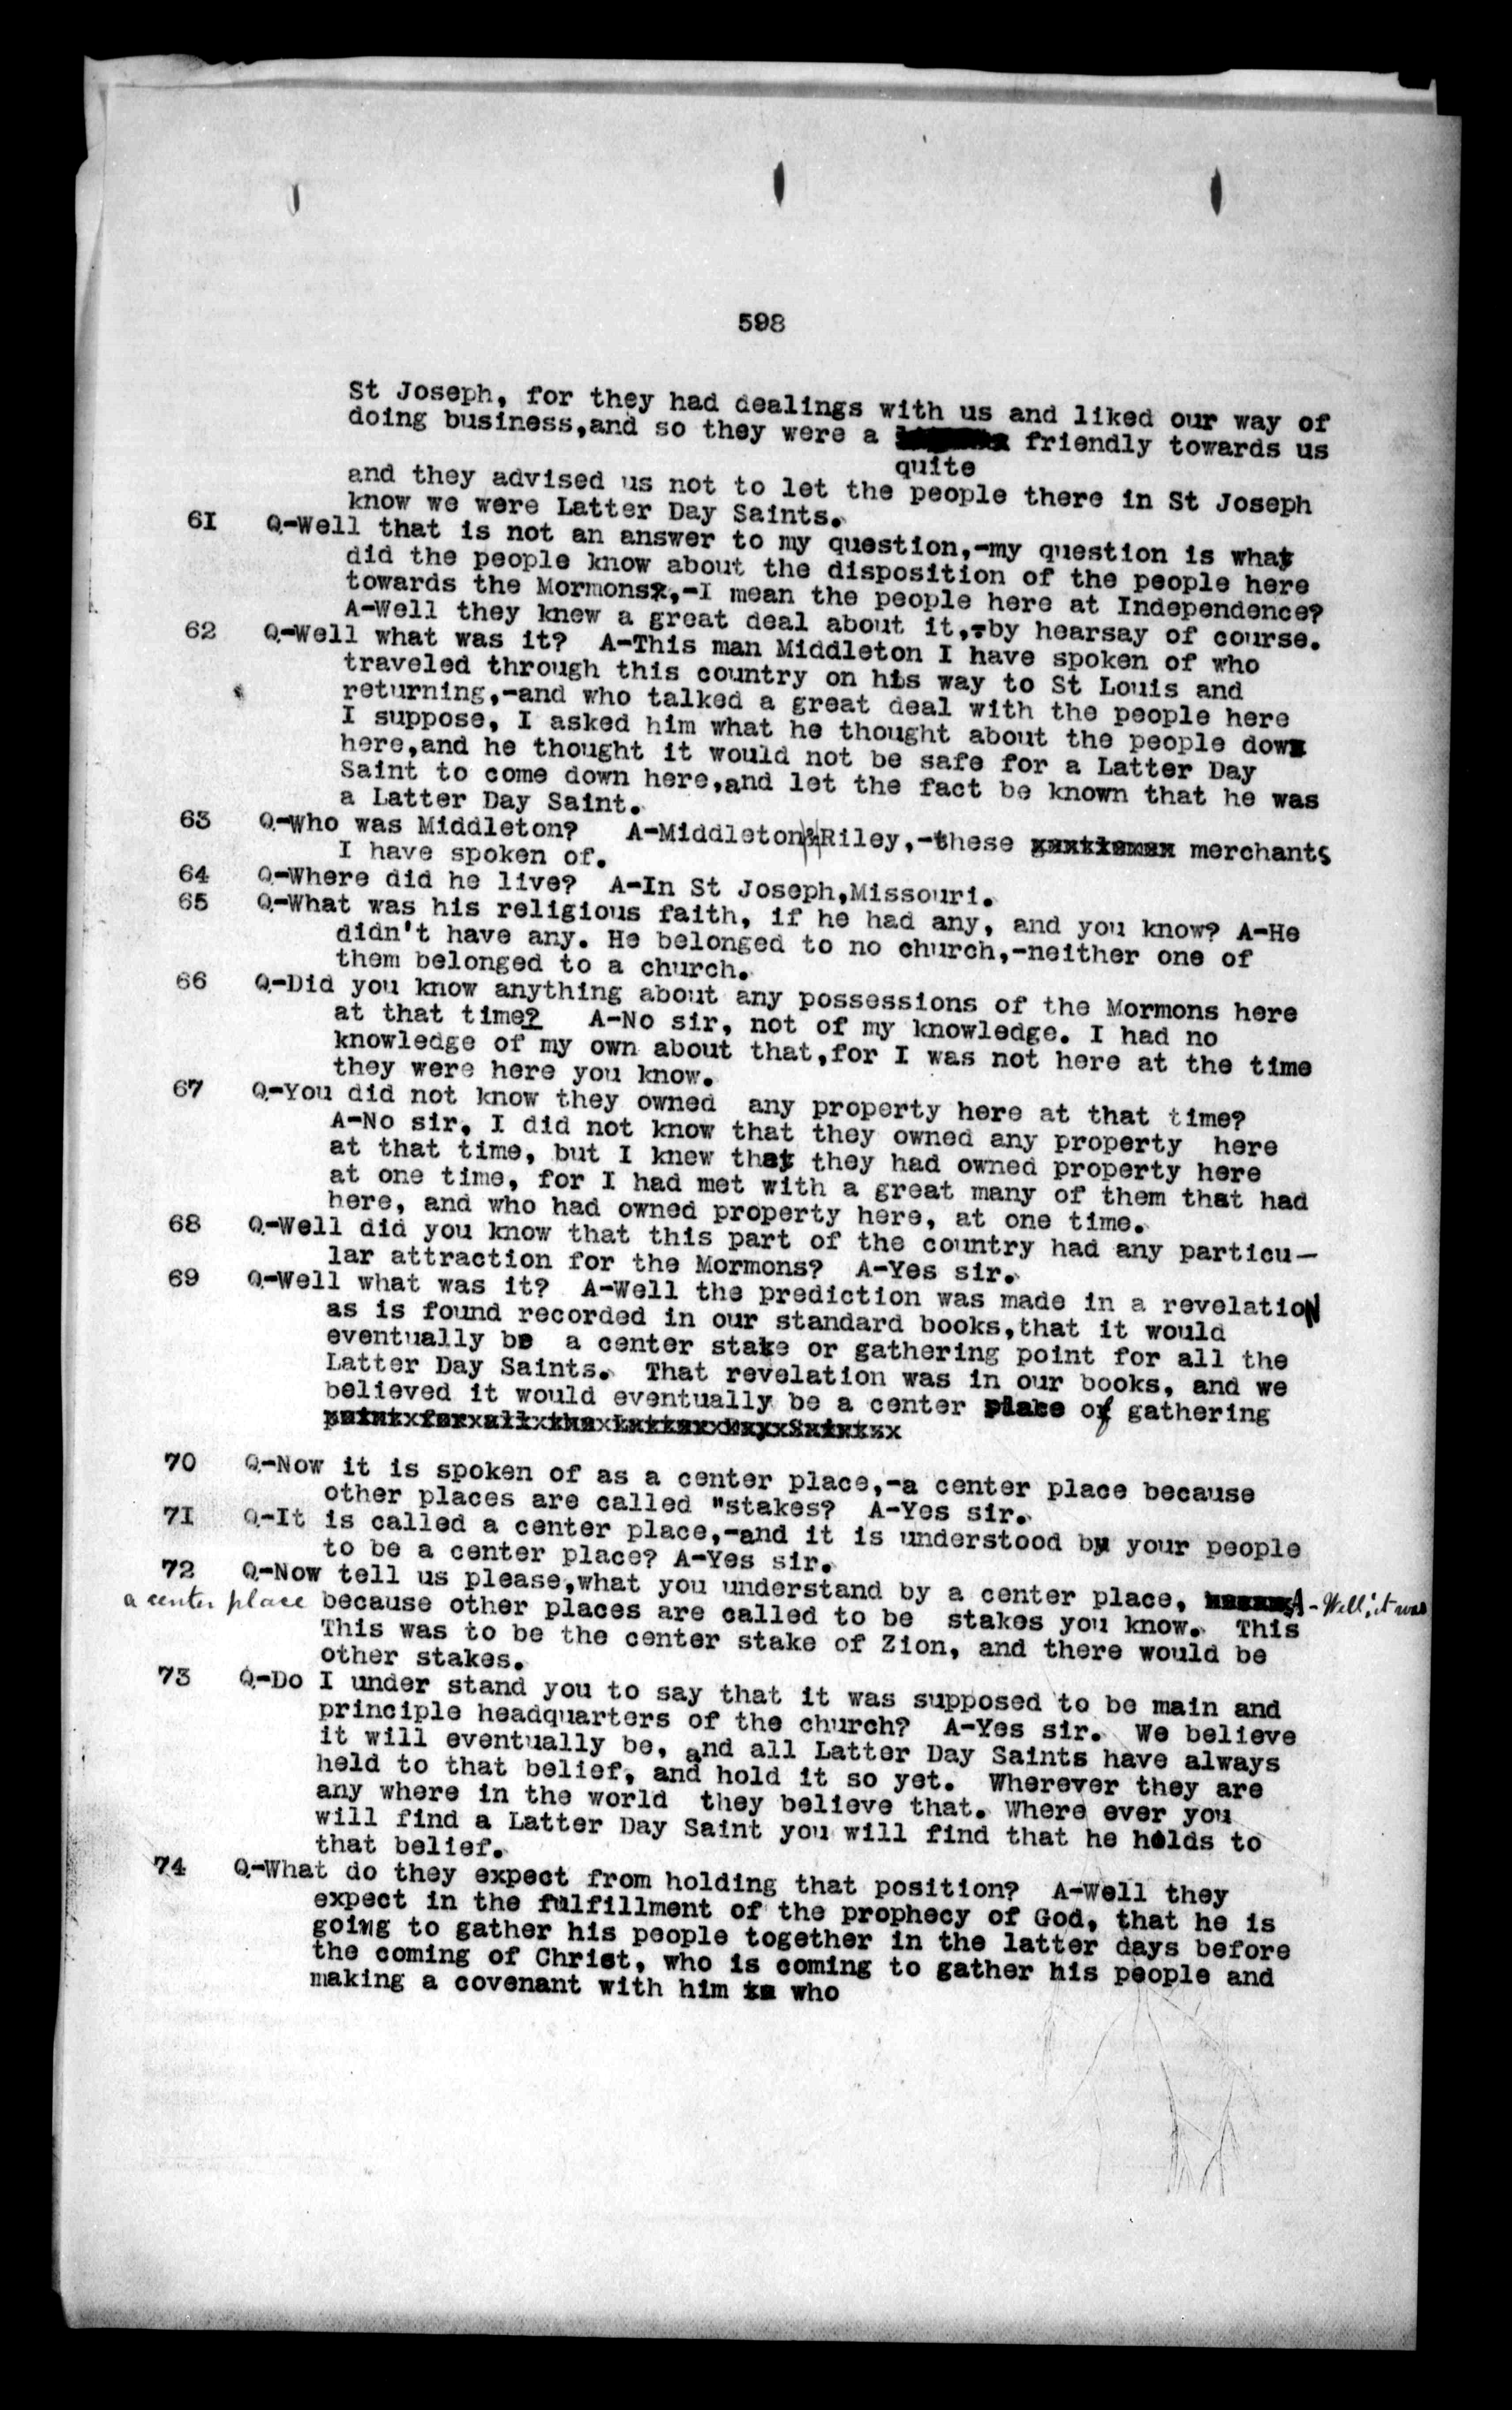 598
St Joseph, for they had dealings with us and liked our way of
doing business,and so they were a friendly towards us
quite
and they advised us not to let the people there in St Joseph
know we were Latter Day Saints.
61 Q-Well that is not an answer to my question,-my question is what
did the people know about the disposition of the people here
towards the Mormons?,-I mean the people here at Independence?
A-Well they knew a great deal about it,-by hearsay of course.
62 Q-Well what was it? A-This man Middleton I have spoken of who
traveled through this country on his way to St Louis and
returning,-and who talked a great deal with the people here
I suppose, I asked him what he thought about the people down
here,and he thought it would not be safe for a Latter Day
Saint to come down here,and let the fact be known that he was
a Latter Day Saint.
63 Q-Who was Middleton? A-Middleton & Riley,-these gentlemen merchants
I have spoken of.
64 Q-Where did he live? A-In St Joseph,Missouri.
65 Q-What was his religious faith, if he had any, and you know? A-He
didn't have any. He belonged to no church,-neither one of
them belonged to a church.
66 Q-Did you know anything about any possessions of the Mormons here
at that time? A-No sir, not of my knowledge. I had no
knowledge of my own about that,for I was not here at the time
they were here you know.
67 Q-You did not know they owned any property here at that time?
A-No sir, I did not know that they owned any property here
at that time, but I knew that they had owned property here
at one time, for I had met with a great many of them that had
here, and who had owned property here, at one time.
68 Q-Well did you know that this part of the country had any particu-
lar attraction for the Mormons? A-Yes sir.
69 Q-Well what was it? A-Well the prediction was made in a revelatioN
as is found recorded in our standard books,that it would
eventually be a center stake or gathering point for all the
Latter Day Saints. That revelation was in our books, and we
believed it would eventually be a center place of gathering
point for all the Latter Day Saints
70 Q-Now it is spoken of as a center place,-a center place because
other places are called "stakes? A-Yes sir.
71 Q-It is called a center place,-and it is understood by your people
to be a center place? A-Yes sir.
72 Q-Now tell us please,what you understand by a center place, A- Well, it was
a center place because other places are called to be stakes you know. This
This was to be the center stake of Zion, and there would be
other stakes.
73 Q-Do I under stand you to say that it was supposed to be main and
principle headquarters of the church? A-Yes sir. We believe
it will eventually be, and all Latter Day Saints have always
held to that belief, and hold it so yet. Wherever they are
any where in the world they believe that. Where ever you
will find a Latter Day Saint you will find that he holds to
that belief.
74 Q-What do they expect from holding that position? A-Well they
expect in the fulfillment of the prophecy of God, that he is
going to gather his people together in the latter days before
the coming of Christ, who is coming to gather his people and
making a covenant with him who